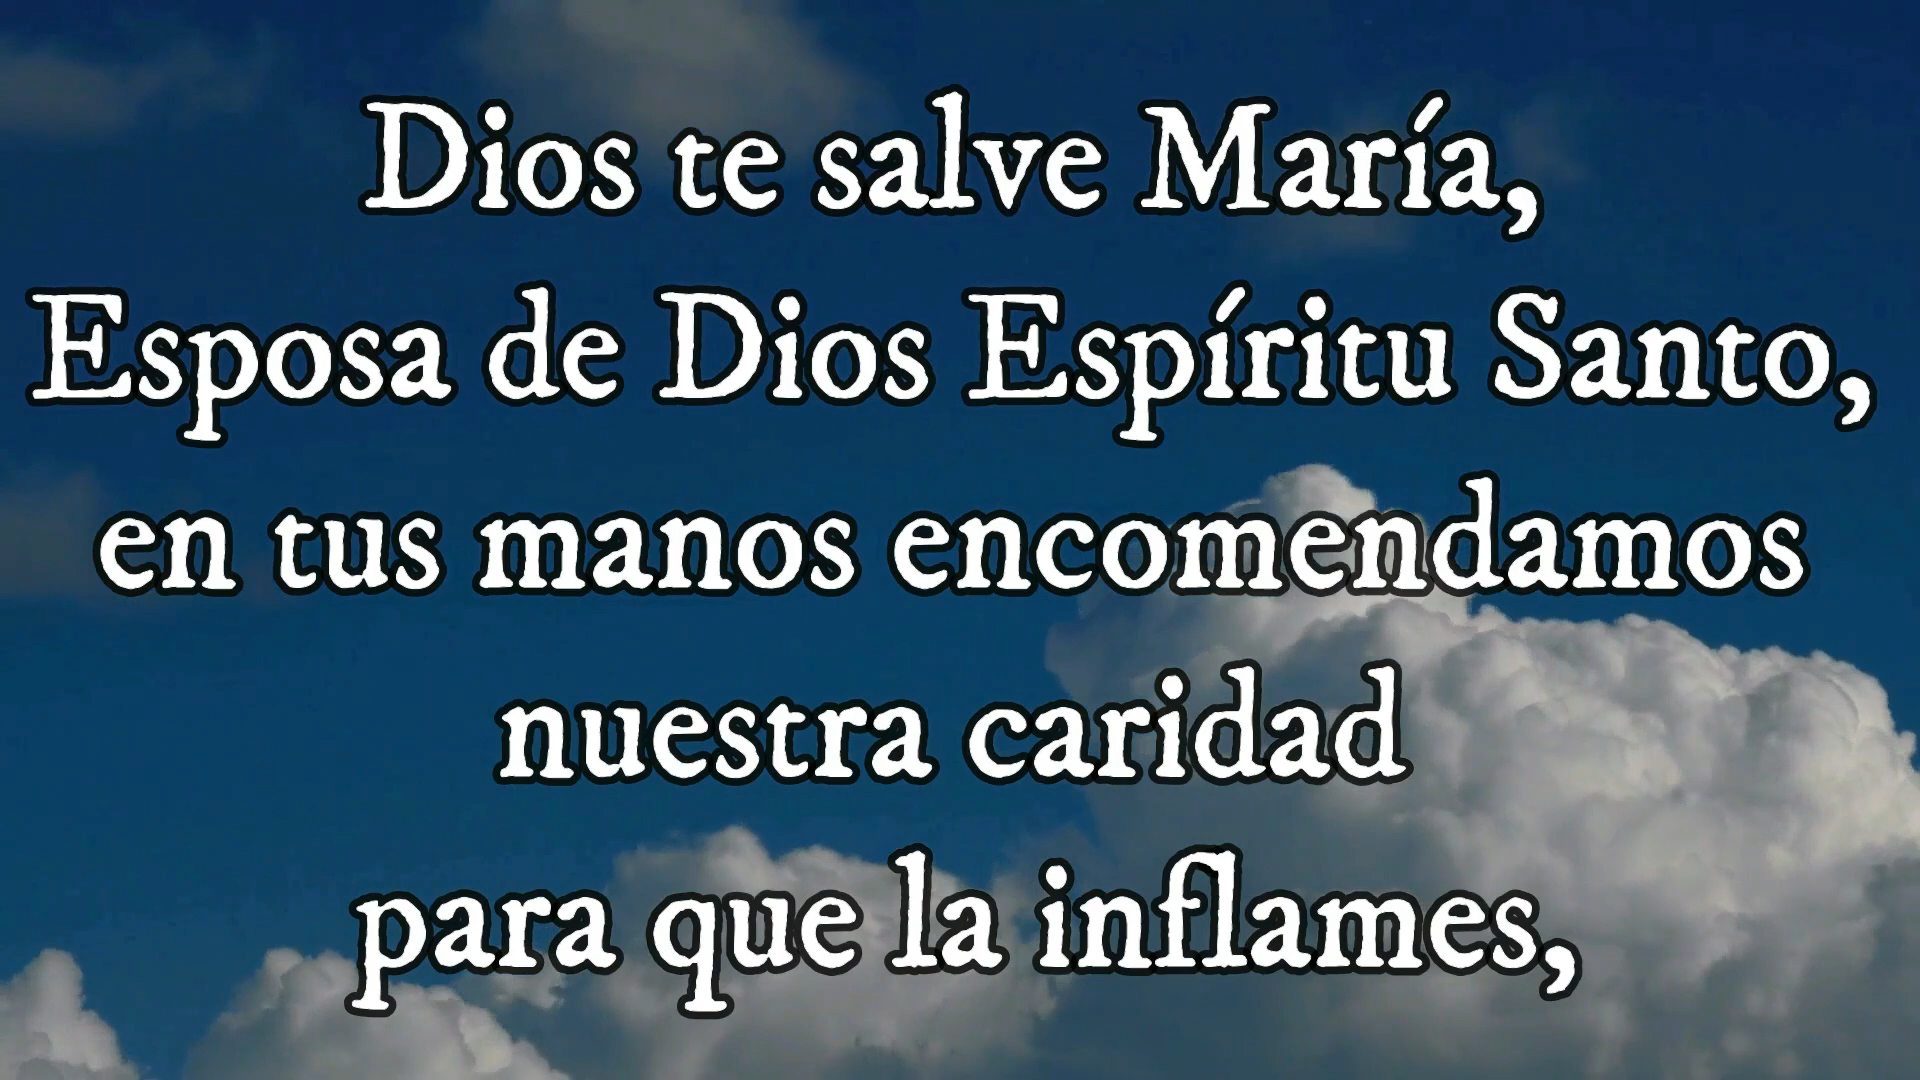 Dios te salve María,
Esposa de Dios Espíritu Santo,
en tus manos encomendamos
nuestra caridad
para que la inflames,